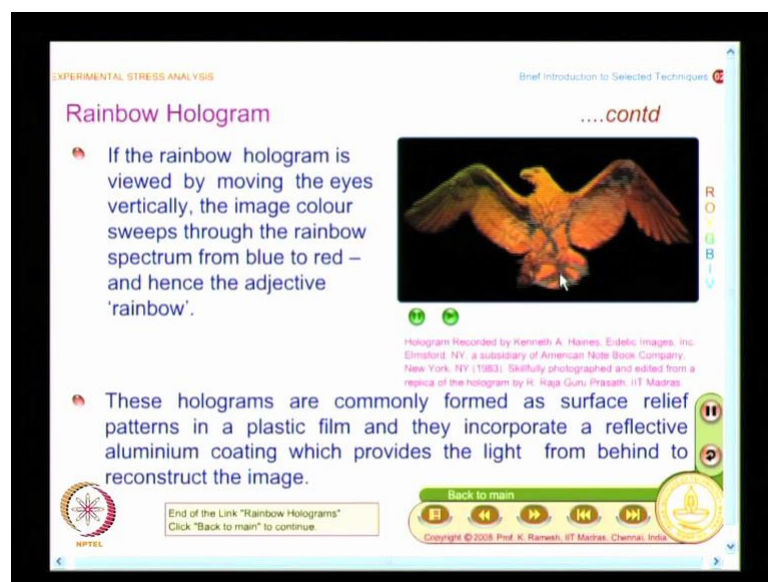 EXPERIMENTAL STRESS ANALYSIS
Brief Introduction to Selected Techniques 02
Rainbow Hologram
....contd
If the rainbow hologram is
viewed by moving the eyes
vertically, the image colour
sweeps through the rainbow
spectrum from blue to red –
and hence the adjective
‘rainbow’.
R
O
Y
G
B
I
V
Hologram Recorded by Kenneth A. Haines, Eidetic Images, Inc.
Elmsford, NY, a subsidiary of American Note Book Company,
New York, NY (1983). Skillfully photographed and edited from a
replica of the hologram by R. Raja Guru Prasath, IIT Madras.
These holograms are commonly formed as surface relief
patterns in a plastic film and they incorporate a reflective
aluminium coating which provides the light from behind to
reconstruct the image.
Back to main
End of the Link "Rainbow Holograms"
Click "Back to main" to continue.
NPTEL
Copyright © 2008, Prof. K. Ramesh, IIT Madras, Chennai, India